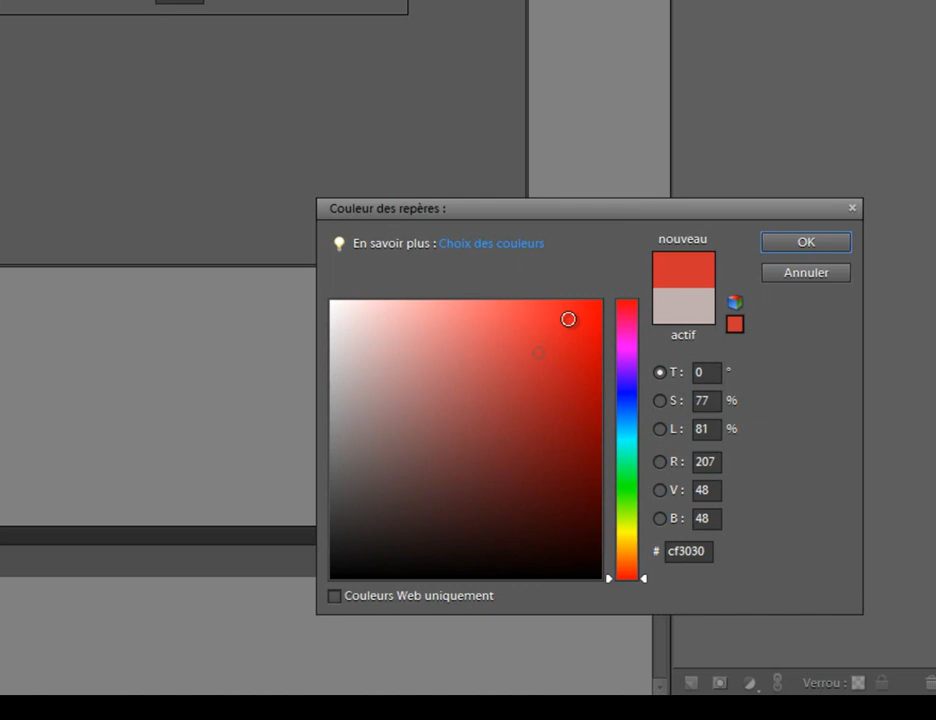 Couleur des repères :
En savoir plus : Choix des couleurs
nouveau
OK
Annuler
actif
T : 0 °
S : 77 %
L : 81 %
R : 207
V : 48
B : 48
# cf3030
Couleurs Web uniquement
Verrou :